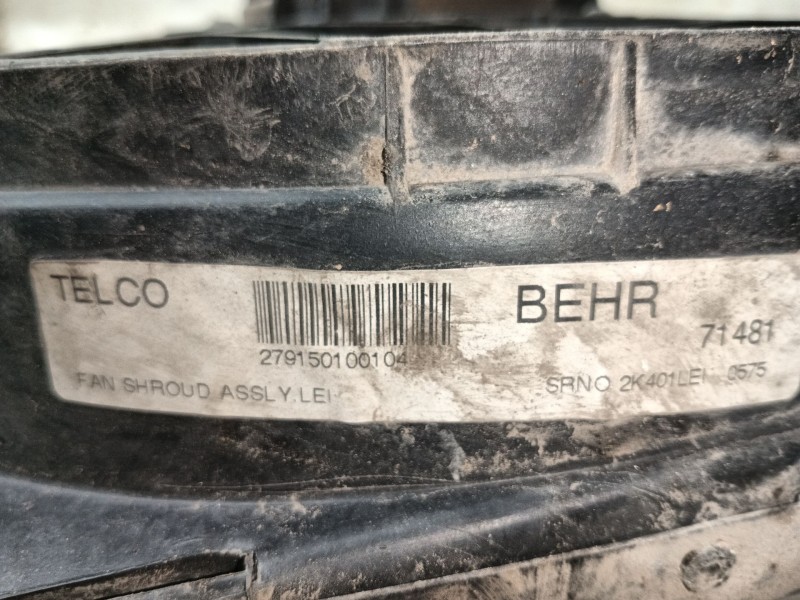 TELCO
BEHR
71481
279150100104
FAN SHROUD ASSLY.LEI
SRNO 2K401LEI 0575